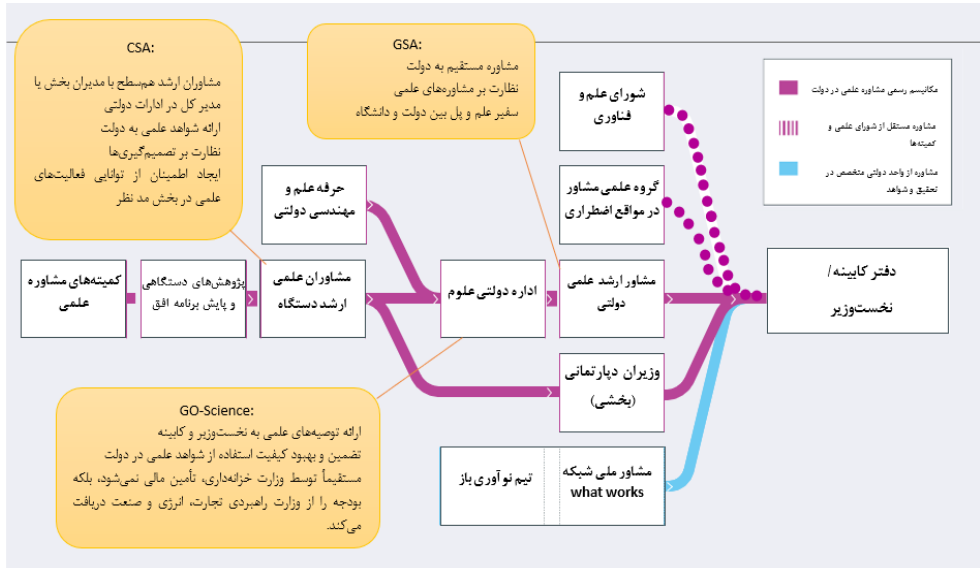 CSA:
مشاوران ارشد هم‌سطح با مدیران بخش یا
مدیر کل در ادارات دولتی
ارائه شواهد علمی به دولت
نظارت بر تصمیم‌گیری‌ها
ایجاد اطمینان از توانایی فعالیت‌های
علمی در بخش مد نظر
GSA:
مشاوره مستقیم به دولت
نظارت بر مشاوره‌های علمی
سفیر علم و پل بین دولت و دانشگاه
مکانیسم رسمی مشاوره علمی در دولت
مشاوره مستقل از شورای علمی و
کمیته‌ها
مشاوره از واحد دولتی متخصص در
تحقیق و شواهد
شورای علم و
فناوری
گروه علمی مشاور
در مواقع اضطراری
حرفه علم و
مهندسی دولتی
دفتر کابینه/
نخست‌وزیر
مشاور ارشد علمی
دولتی
اداره دولتی علوم
مشاوران علمی
ارشد دستگاه
پژوهش‌های دستگاهی
و پایش برنامه افق
کمیته‌های مشاوره
علمی
وزیران دپارتمانی
(بخشی)
مشاور ملی شبکه
what works
تیم نوآوری باز
GO-Science:
ارائه توصیه‌های علمی به نخست‌وزیر و کابینه
تضمین و بهبود کیفیت استفاده از شواهد علمی در دولت
مستقیماً توسط وزارت خزانه‌داری، تأمین مالی نمی‌شود، بلکه
بودجه را از وزارت راهبردی تجارت، انرژی و صنعت دریافت
می‌کند.